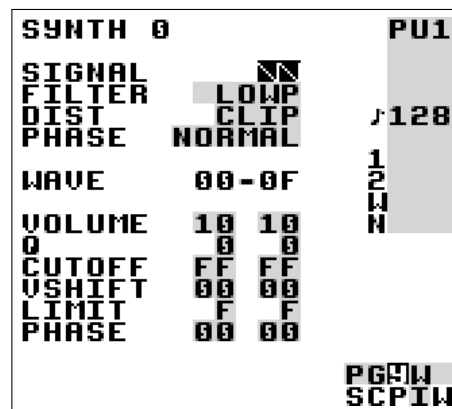 SYNTH 0
PU1
SIGNAL
FILTER LOWP
DIST CLIP
♪128
PHASE NORMAL
1
WAVE 00-0F
2
W
VOLUME 10 10
N
Q 0 0
CUTOFF FF FF
VSHIFT 00 00
LIMIT F F
PHASE 00 00
SCPIW